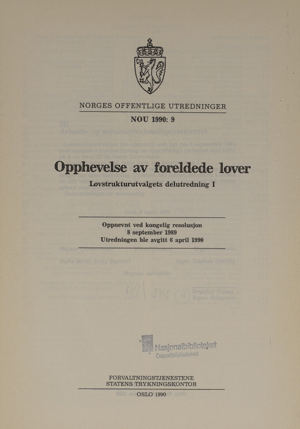 NORGES OFFENTLIGE UTREDNINGER
NOU 1990: 9
Opphevelse av foreldede lover
Lovstrukturutvalgets delutredning I
Oppnevnt ved kongelig resolusjon
8 september 1989
Utredningen ble avgitt 6 april 1990
Nasjonalbiblioteket
FORVALTNINGSTJENESTENE
STATENS TRYKNINGSKONTOR
OSLO 1990